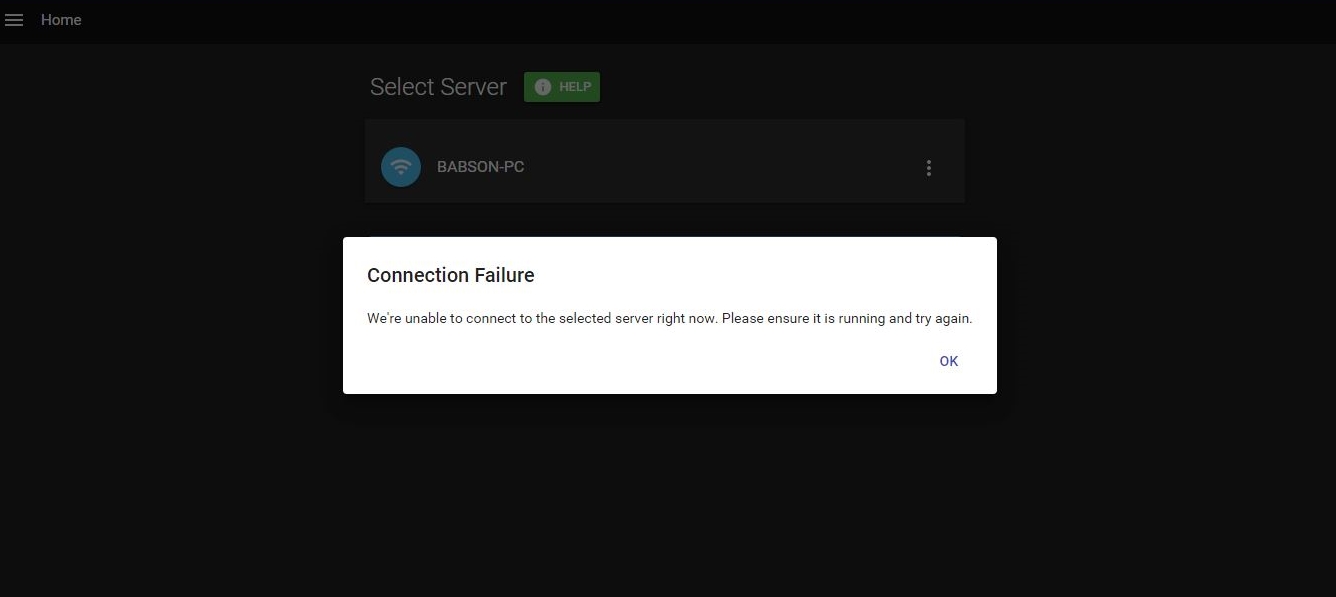 Home
Select Server
HELP
BABSON-PC
Connection Failure
We're unable to connect to the selected server right now. Please ensure it is running and try again.
OK